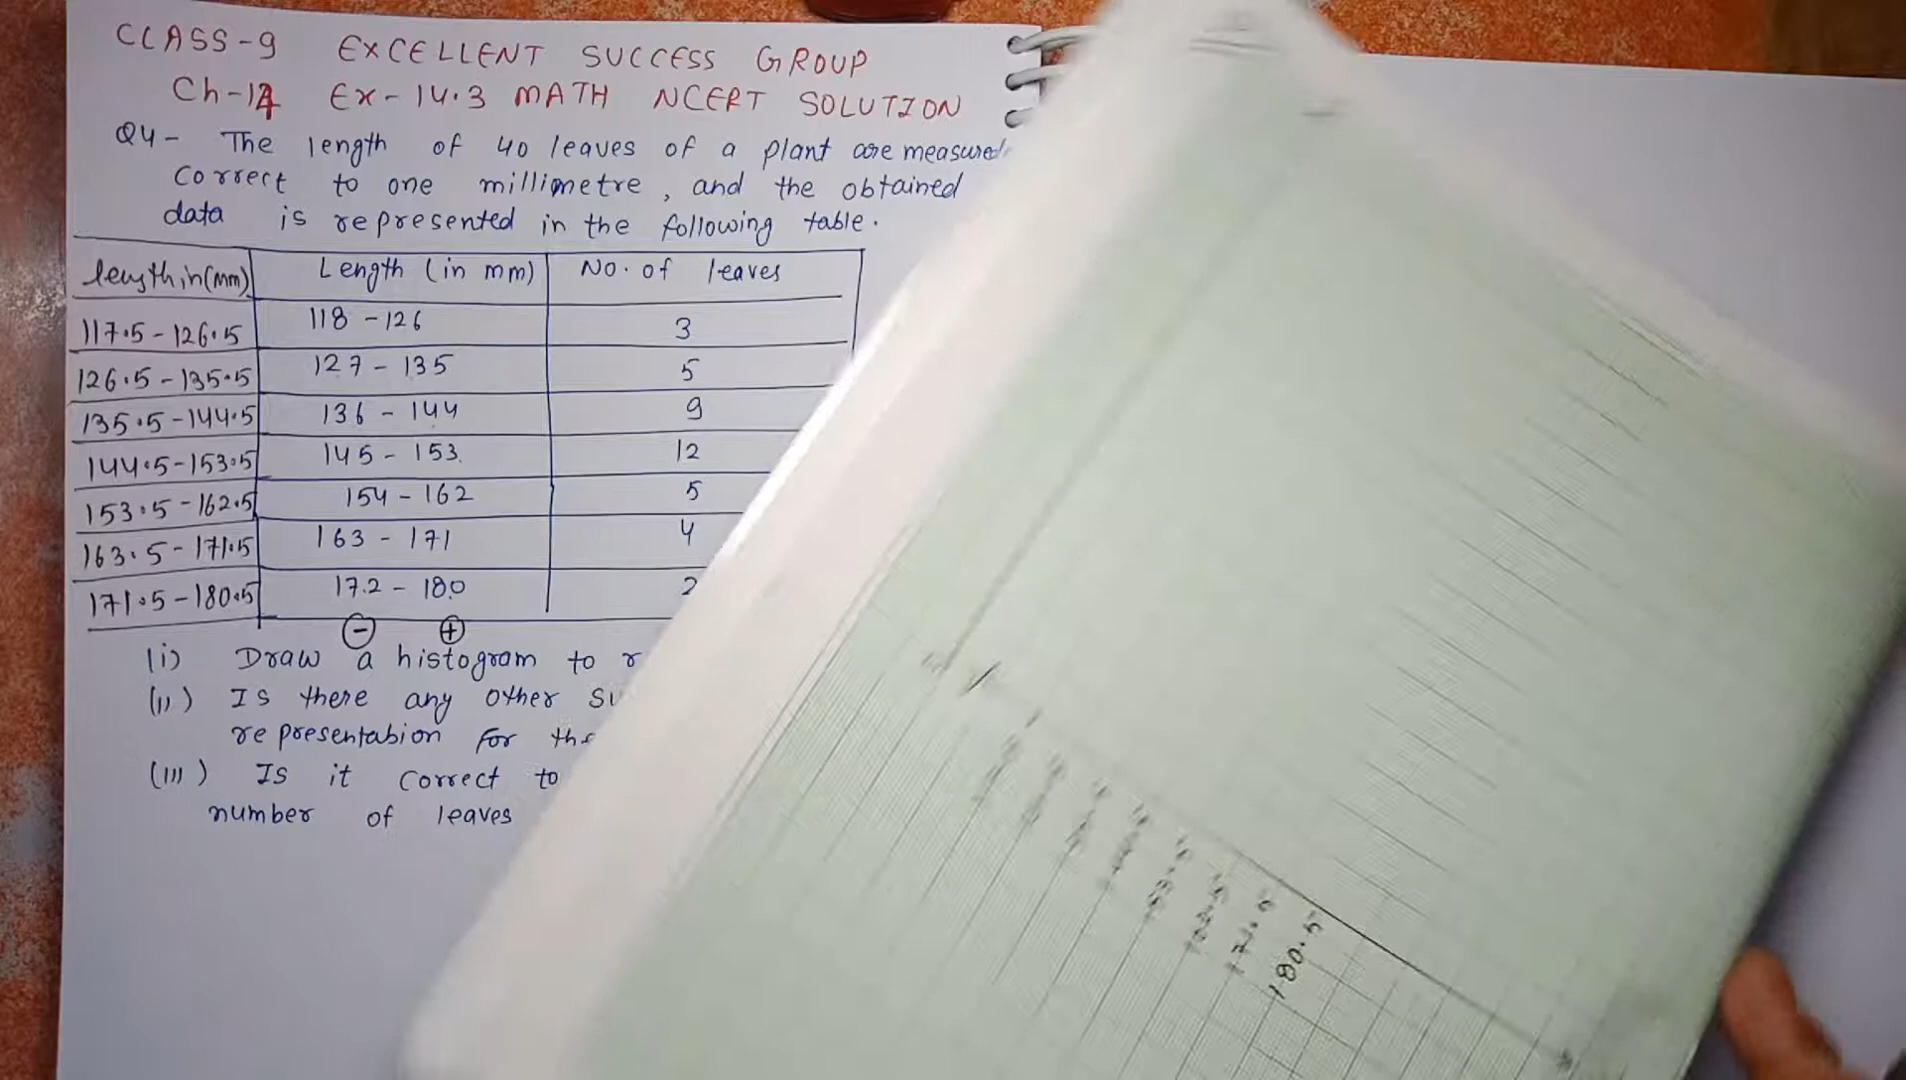 CLASS-9 EXCELLENT SUCCESS GROUP
Ch-14 Ex-14.3 MATH NCERT SOLUTION
Q4- The length of 40 leaves of a plant are measured
correct to one millimetre, and the obtained
data is represented in the following table.
length in (mm) Length (in mm) No. of leaves
117.5-126.5 118-126 3
126.5-135.5 127-135 5
135.5-144.5 136-144 9
144.5-153.5 145-153. 12
153.5-162.5 154-162 5
163.5-171.5 163-171 4
171.5-180.5 17.2-180 2
- +
(i) Draw a histogram to
(ii) Is there any other
representation for
(iii) Is it correct to
number of leaves
171.5
180.5